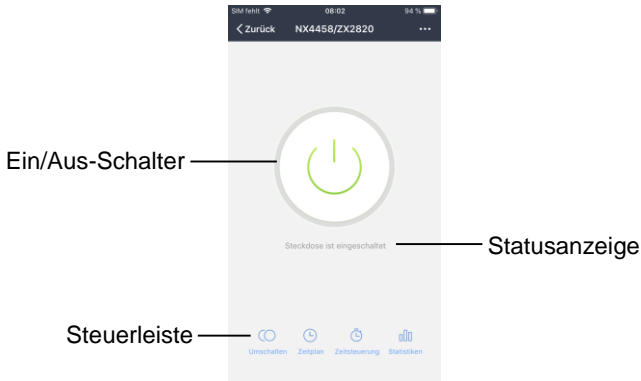 SIM fehlt 08:02 94 %
Zurück NX4458/ZX2820
Ein/Aus-Schalter
Steckdose ist eingeschaltet
Statusanzeige
Steuerleiste
Umschalten Zeitplan Zeitsteuerung Statistiken